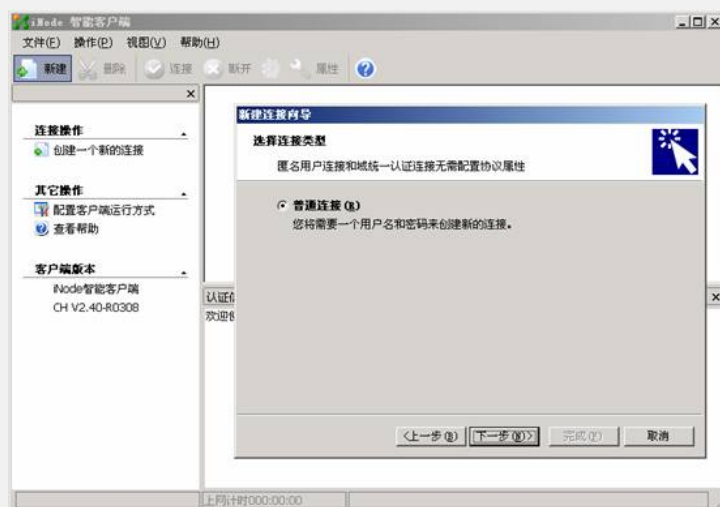 iNode 智能客户端
文件(F) 操作(P) 视图(V) 帮助(H)
新建 删除 连接 断开 属性
连接操作
创建一个新的连接
其它操作
配置客户端运行方式
查看帮助
客户端版本
iNode智能客户端
CH V2.40-R0308
新建连接向导
选择连接类型
匿名用户连接和域统一认证连接无需配置协议属性
普通连接(R)
您将需要一个用户名和密码来创建新的连接。
认证信
欢迎使
<上一步(B) 下一步(N)> 完成(F) 取消
上网计时000:00:00